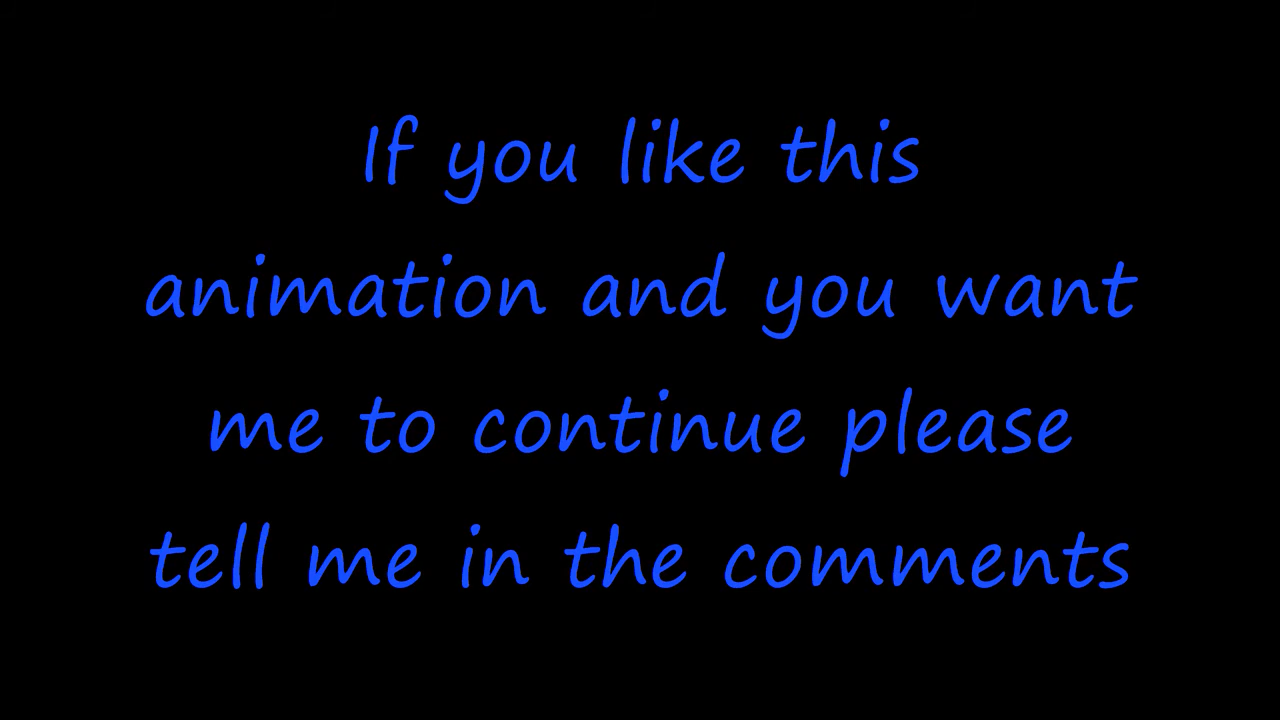 If you like this
animation and you want
me to continue please
tell me in the comments